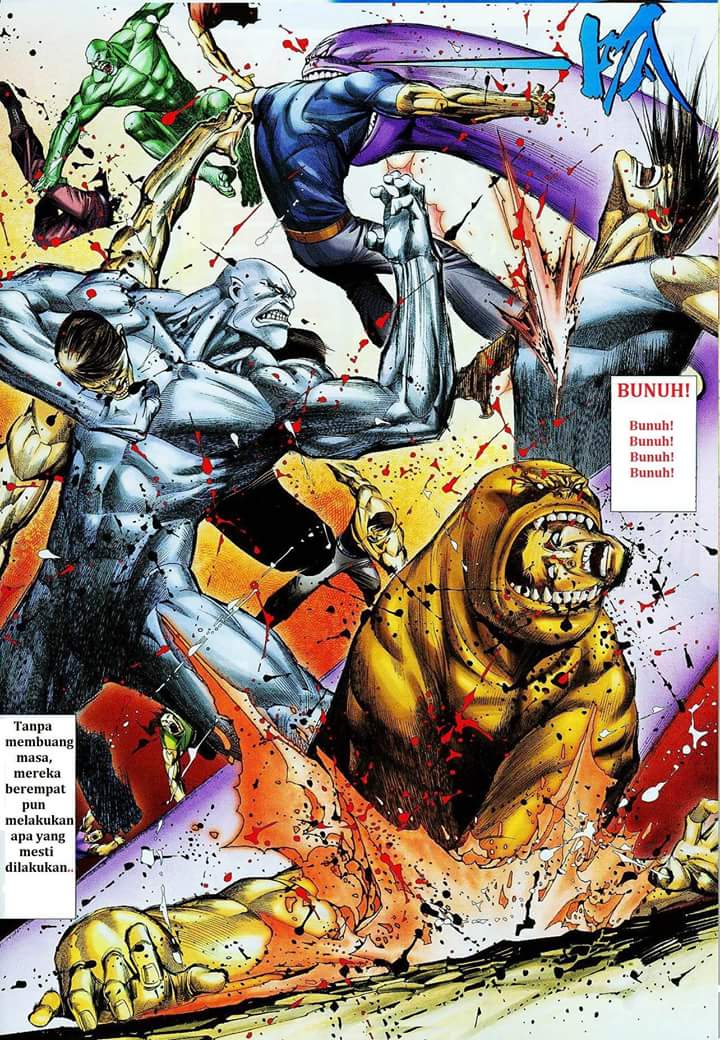 BUNUH!
Bunuh!
Bunuh!
Bunuh!
Bunuh!
Tanpa
membuang
masa,
mereka
berempat
pun
melakukan
apa yang
mesti
dilakukan..